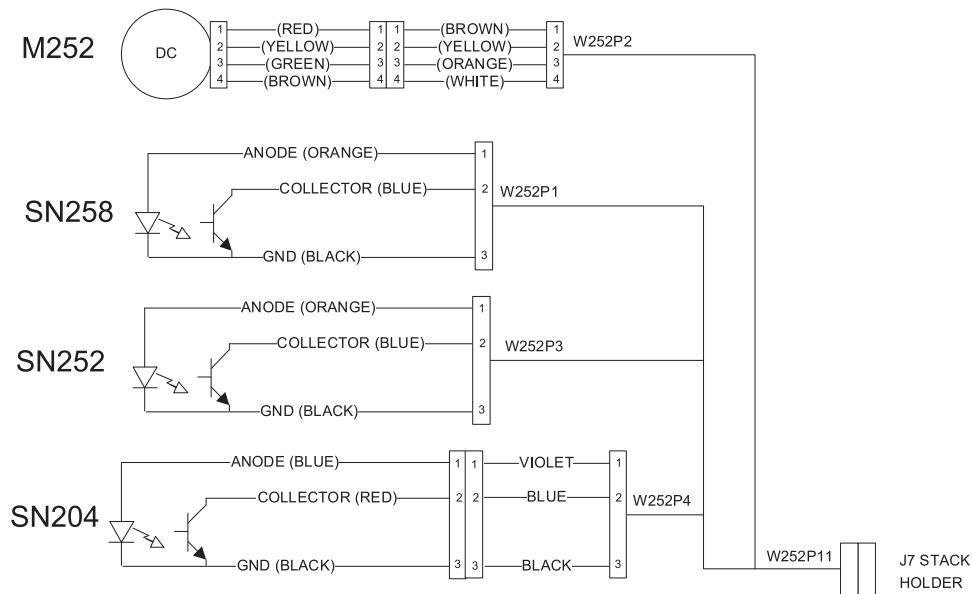 M252
DC
1 (RED) 1 1 (BROWN) 1
2 (YELLOW) 2 2 (YELLOW) 2
3 (GREEN) 3 3 (ORANGE) 3
4 (BROWN) 4 4 (WHITE) 4
W252P2
SN258
ANODE (ORANGE) 1
COLLECTOR (BLUE) 2
GND (BLACK) 3
W252P1
SN252
ANODE (ORANGE) 1
COLLECTOR (BLUE) 2
GND (BLACK) 3
W252P3
SN204
ANODE (BLUE) 1 1 VIOLET 1
COLLECTOR (RED) 2 2 BLUE 2
GND (BLACK) 3 3 BLACK 3
W252P4
W252P11
J7 STACK
HOLDER